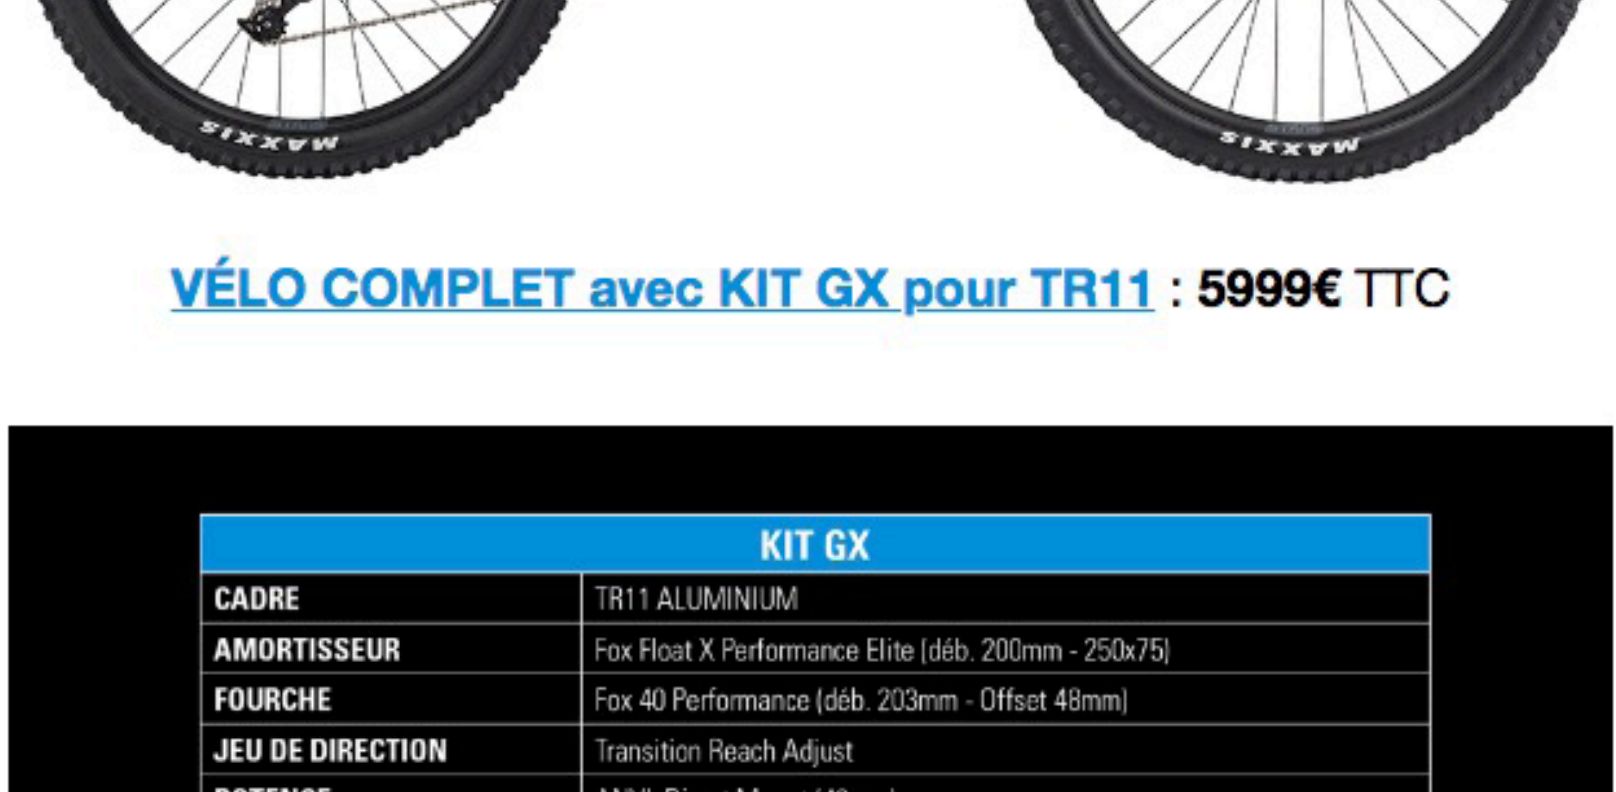 MAXXIS
MAXXIS
VÉLO COMPLET avec KIT GX pour TR11 : 5999€ TTC
KIT GX
CADRE TR11 ALUMINIUM
AMORTISSEUR Fox Float X Performance Elite (déb. 200mm - 250x75)
FOURCHE Fox 40 Performance (déb. 203mm - Offset 48mm)
JEU DE DIRECTION Transition Reach Adjust